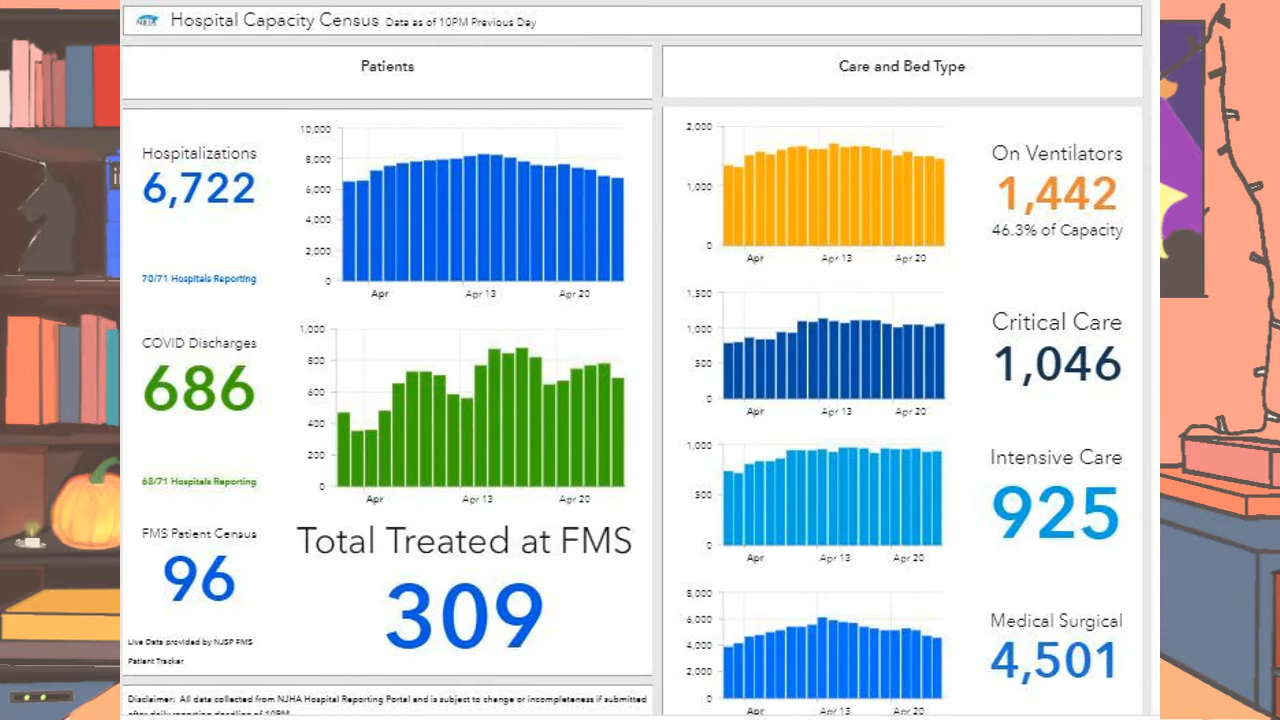 NJHA
Hospital Capacity Census Data as of 10PM Previous Day
Patients
Hospitalizations
6,722
70/71 Hospitals Reporting
10,000
8,000
6,000
4,000
2,000
0
Apr
Apr 13
Apr 20
COVID Discharges
686
68/71 Hospitals Reporting
1,000
800
600
400
200
0
Apr
Apr 13
Apr 20
FMS Patient Census
96
Live Data provided by NJSP FMS
Patient Tracker
Total Treated at FMS
309
Disclaimer: All data collected from NJHA Hospital Reporting Portal and is subject to change or incompleteness if submitted
after daily reporting deadline of 10PM
Care and Bed Type
2,000
1,000
0
Apr
Apr 13
Apr 20
On Ventilators
1,442
46.3% of Capacity
1,500
1,000
500
0
Apr
Apr 13
Apr 20
Critical Care
1,046
1,000
500
0
Apr
Apr 13
Apr 20
Intensive Care
925
8,000
6,000
4,000
2,000
0
Apr
Apr 13
Apr 20
Medical Surgical
4,501